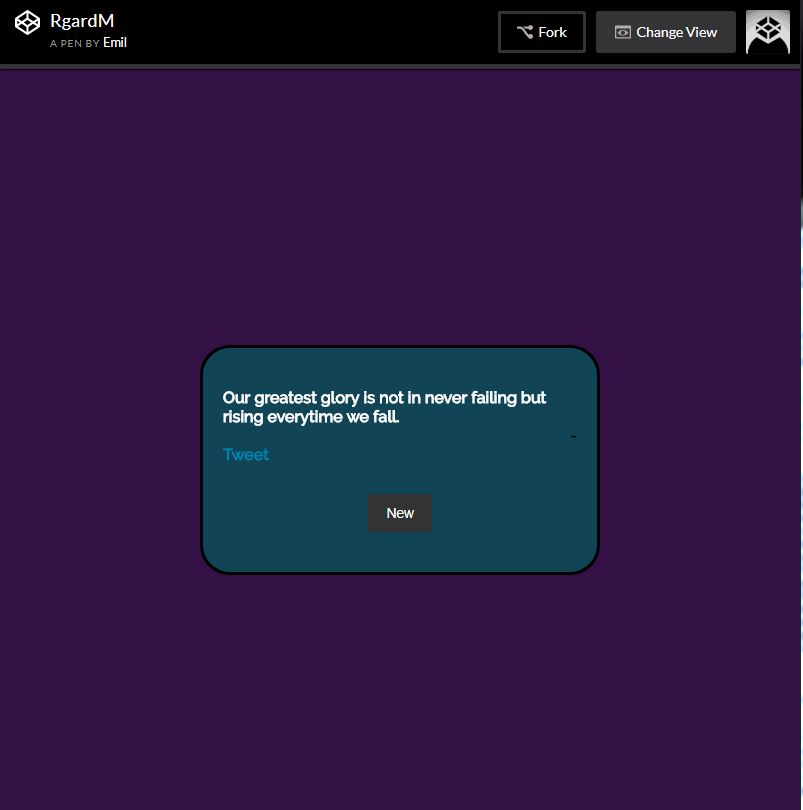 RgardM
A PEN BY Emil
Fork
Change View
Our greatest glory is not in never failing but
rising everytime we fall.
-
Tweet
New